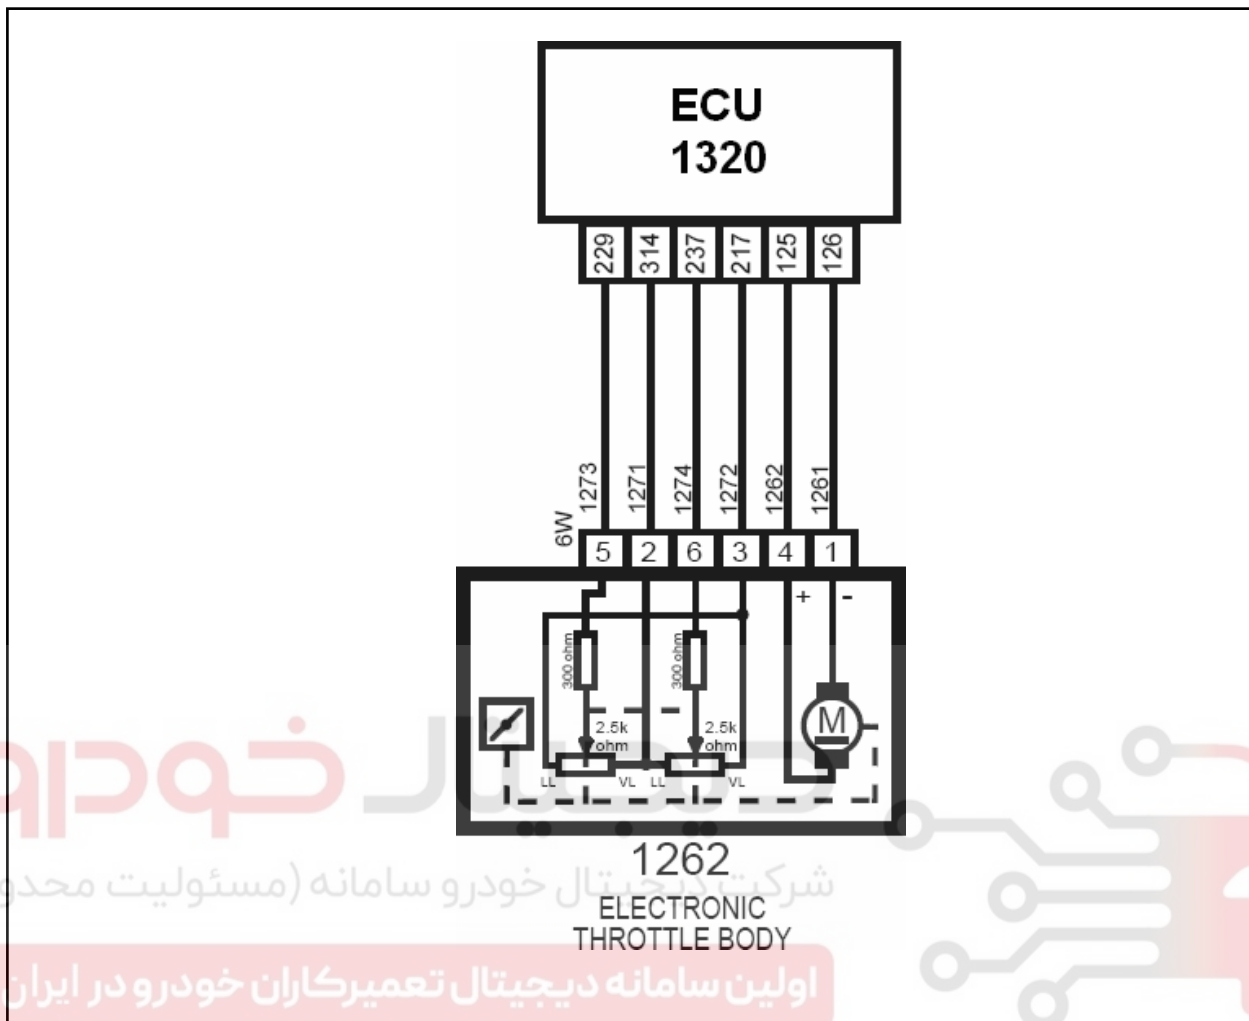 ECU
1320
229 314 237 217 125 126
1273 1271 1274 1272 1262 1261
6W
5 2 6 3 4 1
+ -
300 ohm 300 ohm
2.5k ohm 2.5k ohm
M
LL VL LL VL
دیجیتال خودرو
شرکت دیجیتال خودرو سامانه (مسئولیت محدو
1262
ELECTRONIC
THROTTLE BODY
اولین سامانه دیجیتال تعمیرکاران خودرو در ایران